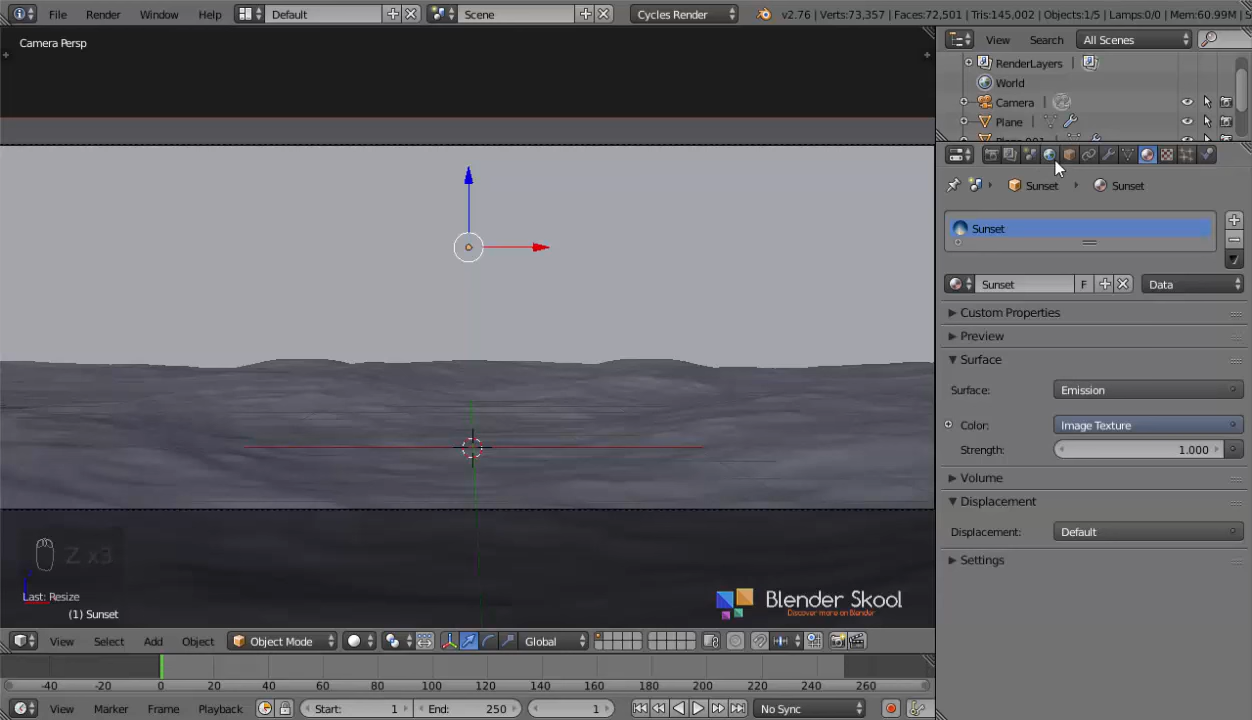 File Render Window Help Default Scene Cycles Render v2.76 | Verts:73,357 | Faces:72,501 | Tris:145,002 | Objects:1/5 | Lamps:0/0 | Mem:60.99M | S
Camera Persp
View Search All Scenes
RenderLayers
World
Camera
Plane
Sunset Sunset
Sunset
Sunset F Data
Custom Properties
Preview
Surface
Surface: Emission
Color: Image Texture
Strength: 1.000
Volume
Displacement
Displacement: Default
Settings
Z x3
Last: Resize
(1) Sunset
Blender Skool
Discover more on Blender
View Select Add Object Object Mode Global
-40 -20 0 20 40 60 80 100 120 140 160 180 200 220 240 260
View Marker Frame Playback Start: 1 End: 250 1 No Sync